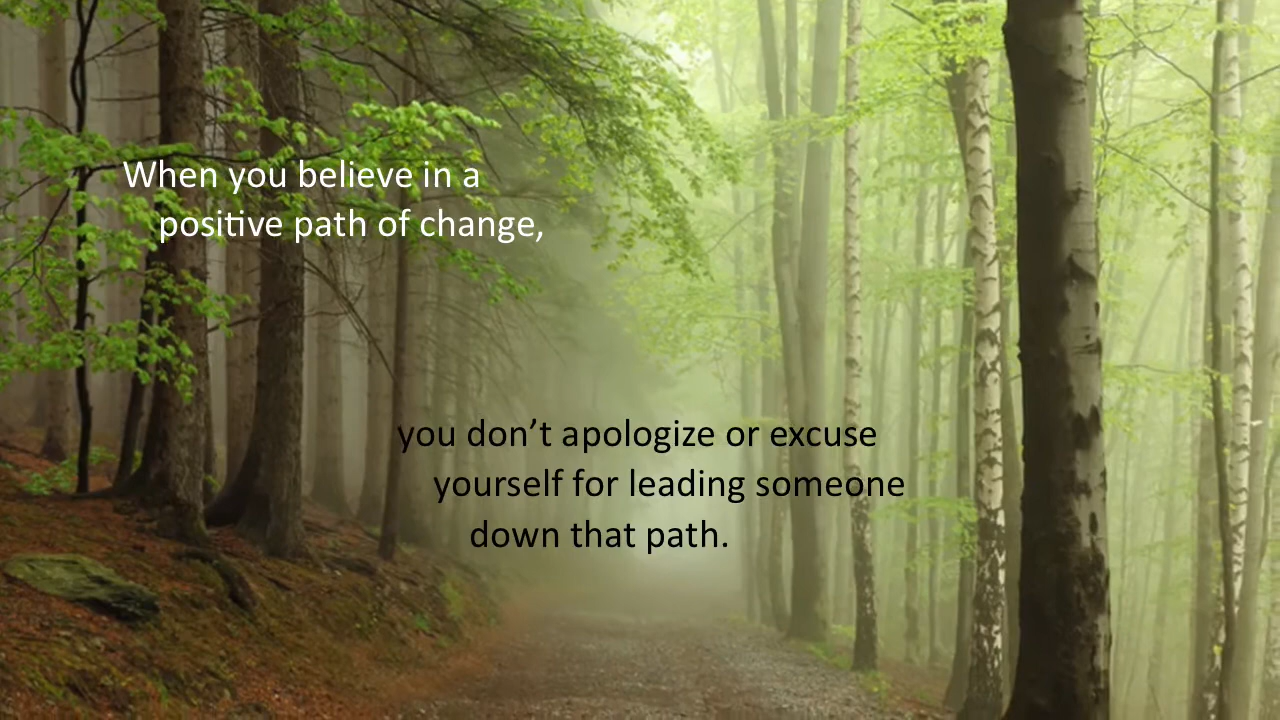 When you believe in a
positive path of change,
you don’t apologize or excuse
yourself for leading someone
down that path.